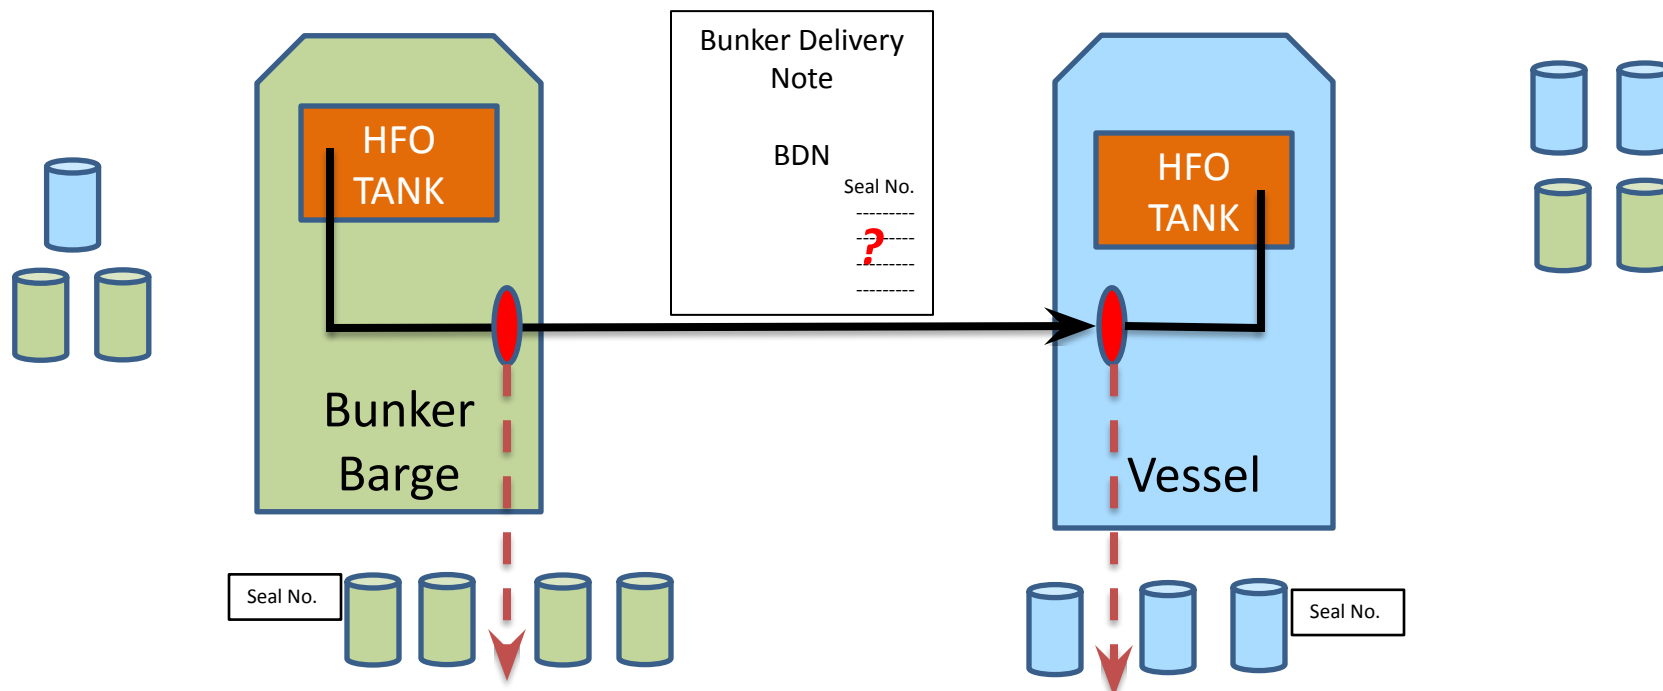 Bunker Delivery
Note
BDN
Seal No.
---------
---------
?
---------
---------
HFO
TANK
HFO
TANK
Bunker
Barge
Vessel
Seal No.
Seal No.